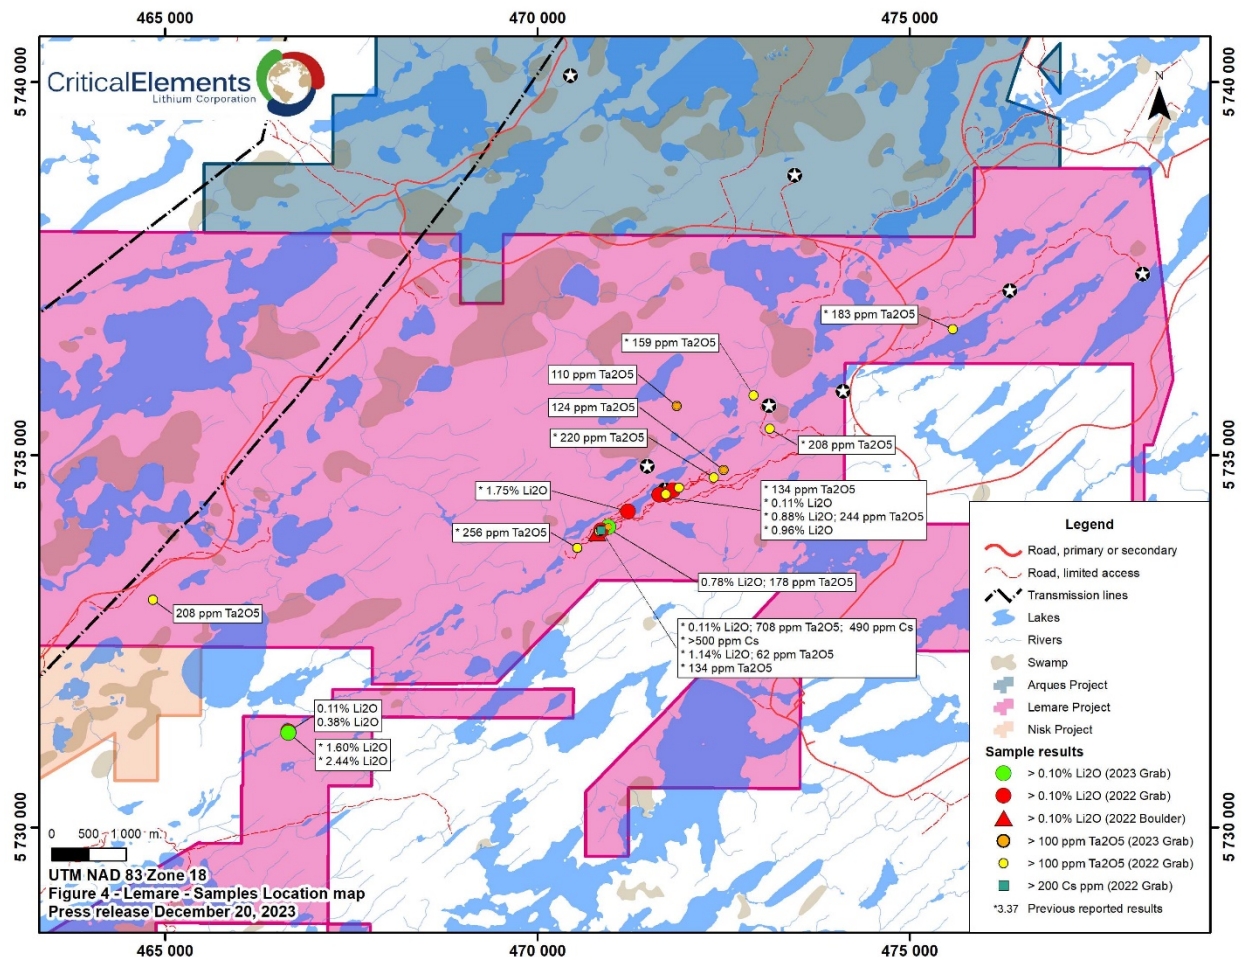 465 000
470 000
475 000
CriticalElements
Lithium Corporation
5 740 000
5 740 000
N
* 183 ppm Ta2O5
* 159 ppm Ta2O5
110 ppm Ta2O5
124 ppm Ta2O5
* 220 ppm Ta2O5
* 208 ppm Ta2O5
5 735 000
5 735 000
* 1.75% Li2O
* 134 ppm Ta2O5
* 0.11% Li2O
* 0.88% Li2O; 244 ppm Ta2O5
* 0.96% Li2O
* 256 ppm Ta2O5
0.78% Li2O; 178 ppm Ta2O5
208 ppm Ta2O5
* 0.11% Li2O; 708 ppm Ta2O5; 490 ppm Cs
* >500 ppm Cs
* 1.14% Li2O; 62 ppm Ta2O5
* 134 ppm Ta2O5
0.11% Li2O
0.38% Li2O
* 1.60% Li2O
* 2.44% Li2O
Legend
Road, primary or secondary
Road, limited access
Transmission lines
Lakes
Rivers
Swamp
Arques Project
Lemare Project
Nisk Project
Sample results
> 0.10% Li2O (2023 Grab)
> 0.10% Li2O (2022 Grab)
> 0.10% Li2O (2022 Boulder)
> 100 ppm Ta2O5 (2023 Grab)
> 100 ppm Ta2O5 (2022 Grab)
> 200 Cs ppm (2022 Grab)
*3.37 Previous reported results
5 730 000
5 730 000
0 500 1 000 m.
UTM NAD 83 Zone 18
Figure 4 - Lemare - Samples Location map
Press release December 20, 2023
465 000
470 000
475 000